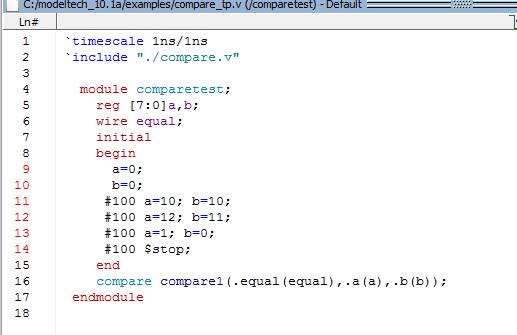 C:/modeltech_10.1a/examples/compare_tp.v (/comparetest) - Default
Ln#
1 `timescale 1ns/1ns
2 `include "./compare.v"
3
4 module comparetest;
5 reg [7:0]a,b;
6 wire equal;
7 initial
8 begin
9 a=0;
10 b=0;
11 #100 a=10; b=10;
12 #100 a=12; b=11;
13 #100 a=1; b=0;
14 #100 $stop;
15 end
16 compare compare1(.equal(equal),.a(a),.b(b));
17 endmodule
18